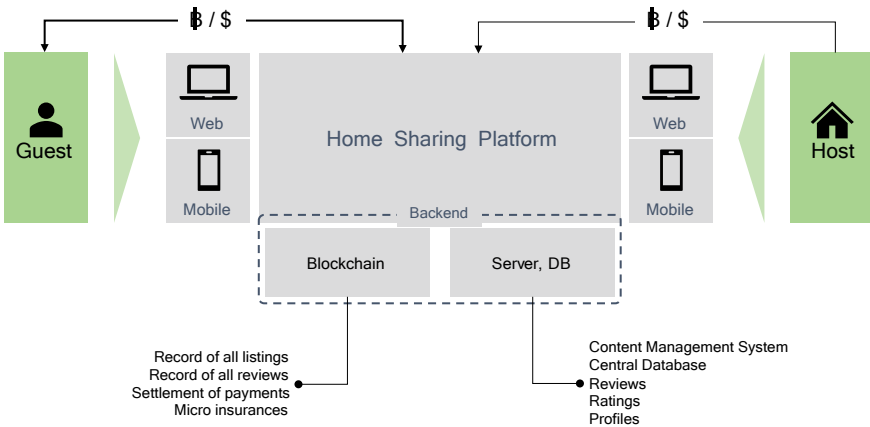 ₿ / $
₿ / $
Guest
Web
Mobile
Home Sharing Platform
Web
Mobile
Host
Backend
Blockchain
Server, DB
Record of all listings
Record of all reviews
Settlement of payments
Micro insurances
Content Management System
Central Database
Reviews
Ratings
Profiles